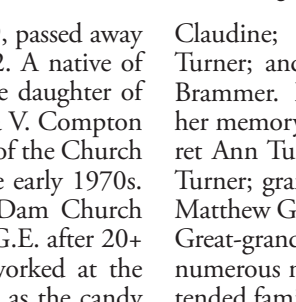 , passed away
2. A native of
e daughter of
V. Compton
of the Church
e early 1970s.
Dam Church
G.E. after 20+
worked at the
as the candy
Claudine;
Turner; and
Brammer.
her memory
ret Ann Tu
Turner; gra
Matthew G
Great-grand
numerous n
tended fam